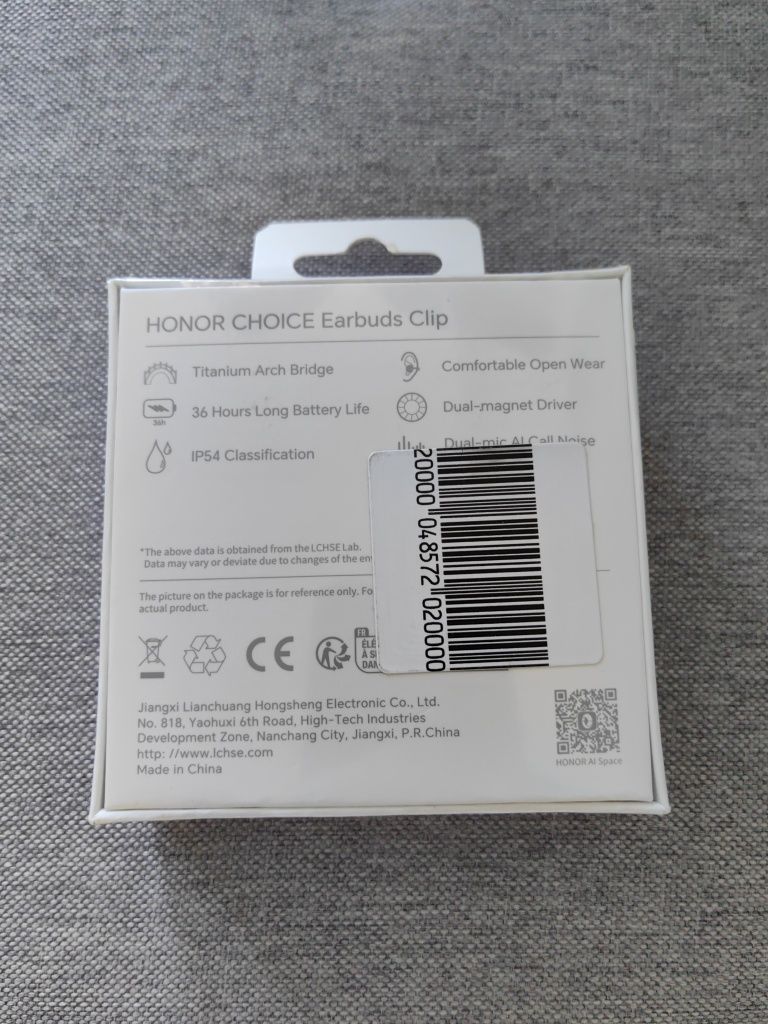 HONOR CHOICE Earbuds Clip
Titanium Arch Bridge
Comfortable Open Wear
36h
36 Hours Long Battery Life
Dual-magnet Driver
IP54 Classification
Dual-mic AI Call Noise
20000 048572 020000
*The above data is obtained from the LCHSE Lab.
Data may vary or deviate due to changes of the
The picture on the package is for reference only.
actual product.
CE
FR
Jiangxi Lianchuang Hongsheng Electronic Co., Ltd.
No. 818, Yaohuxi 6th Road, High-Tech Industries
Development Zone, Nanchang City, Jiangxi, P.R.China
http: //www.lchse.com
Made in China
HONOR AI Space